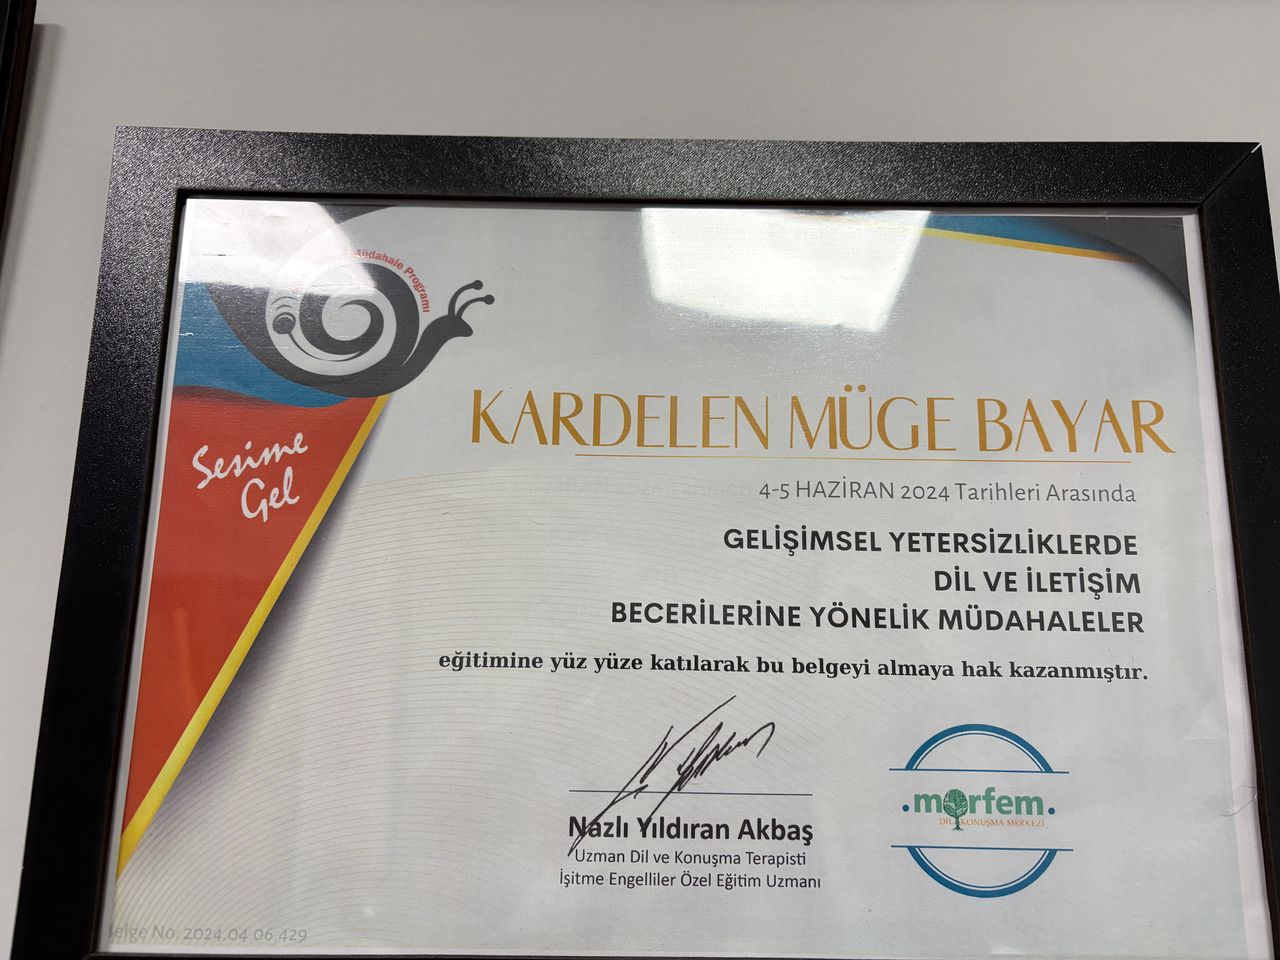 Müdahale Programı
Sesime
Gel
KARDELEN MÜGE BAYAR
4-5 HAZİRAN 2024 Tarihleri Arasında
GELİŞİMSEL YETERSİZLİKLERDE
DİL VE İLETİŞİM
BECERİLERİNE YÖNELİK MÜDAHALELER
eğitimine yüz yüze katılarak bu belgeyi almaya hak kazanmıştır.
Nazlı Yıldıran Akbaş
Uzman Dil ve Konuşma Terapisti
İşitme Engelliler Özel Eğitim Uzmanı
morfem
DİL KONUŞMA MERKEZİ
Belge No: 2024.04.06.429